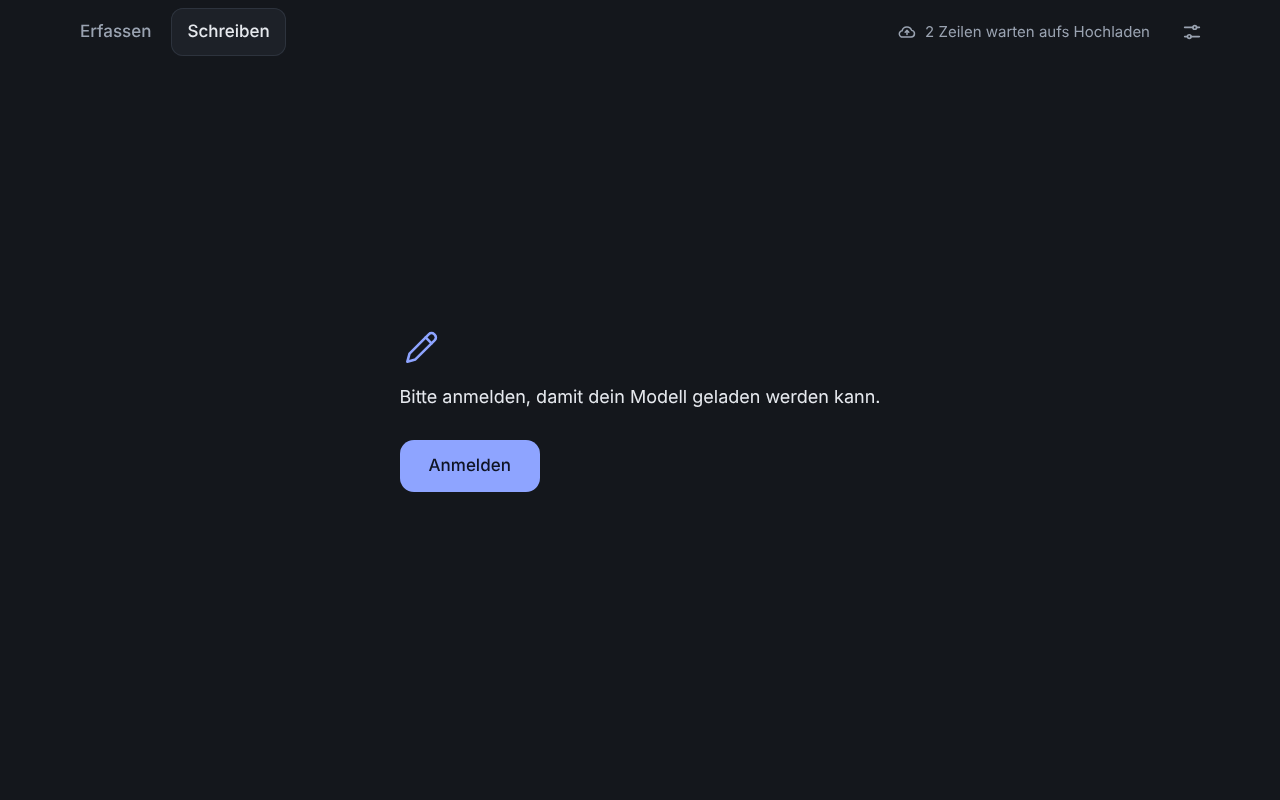 Erfassen
Schreiben
2 Zeilen warten aufs Hochladen
Bitte anmelden, damit dein Modell geladen werden kann.
Anmelden